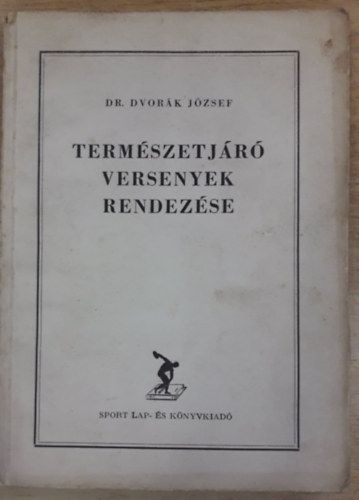 DR. DVORÁK JÓZSEF
TERMÉSZETJÁRÓ
VERSENYEK
RENDEZÉSE
SPORT LAP- ÉS KÖNYVKIADÓ